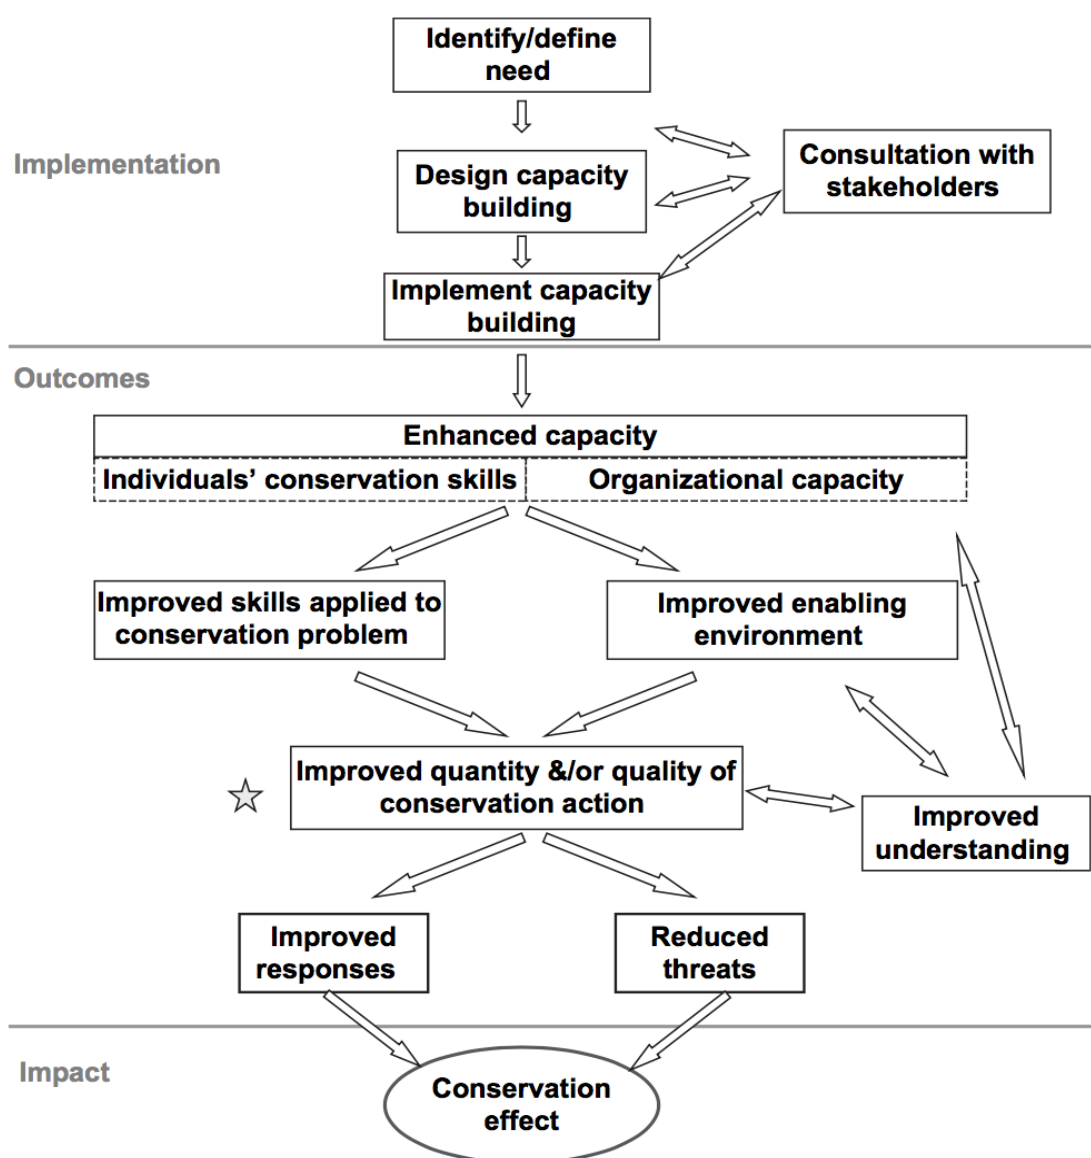 Identify/define
need
Implementation
Consultation with
stakeholders
Design capacity
building
Implement capacity
building
Outcomes
Enhanced capacity
Individuals’ conservation skills
Organizational capacity
Improved skills applied to
conservation problem
Improved enabling
environment
Improved quantity &/or quality of
conservation action
Improved
understanding
Improved
responses
Reduced
threats
Impact
Conservation
effect